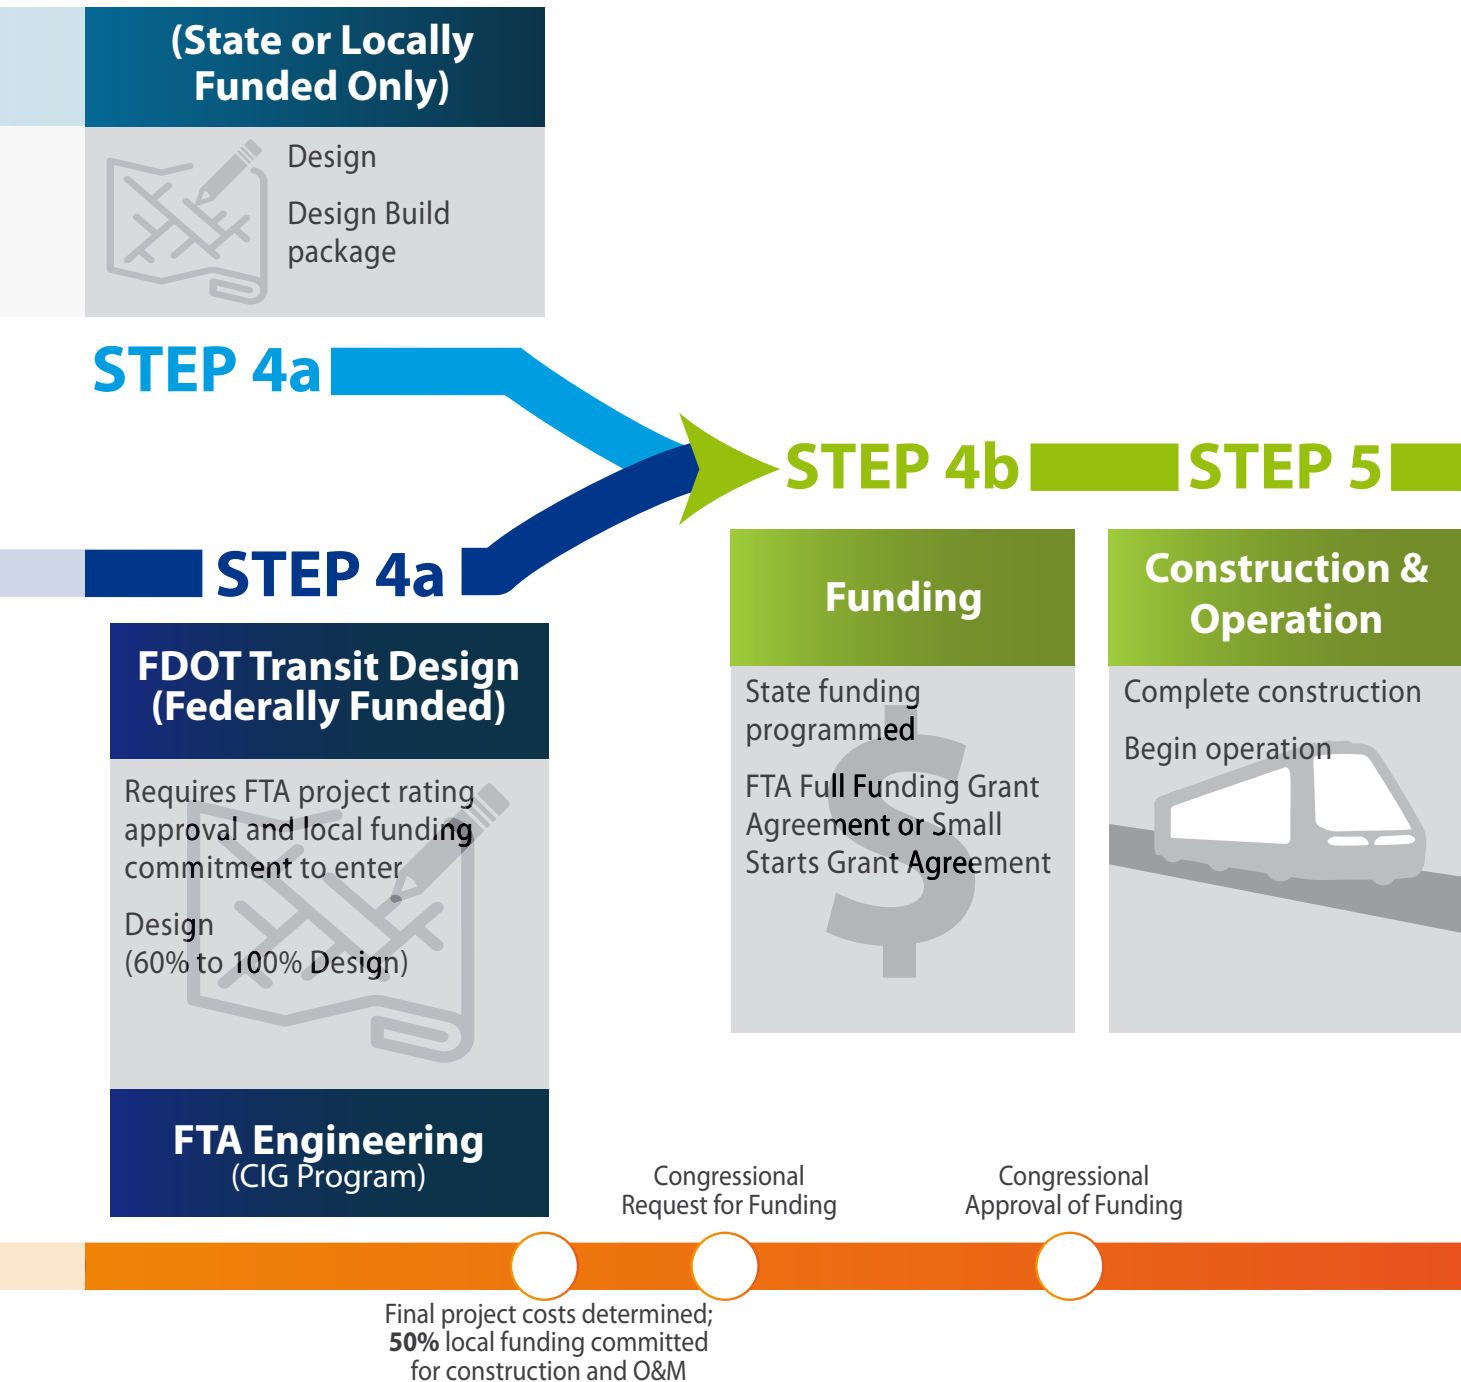 (State or Locally
Funded Only)
Design
Design Build
package
STEP 4a
STEP 4b
STEP 5
STEP 4a
FDOT Transit Design
(Federally Funded)
Requires FTA project rating
approval and local funding
commitment to enter
Design
(60% to 100% Design)
FTA Engineering
(CIG Program)
Funding
State funding
programmed
FTA Full Funding Grant
Agreement or Small
Starts Grant Agreement
Construction &
Operation
Complete construction
Begin operation
Congressional
Request for Funding
Congressional
Approval of Funding
Final project costs determined;
50% local funding committed
for construction and O&M